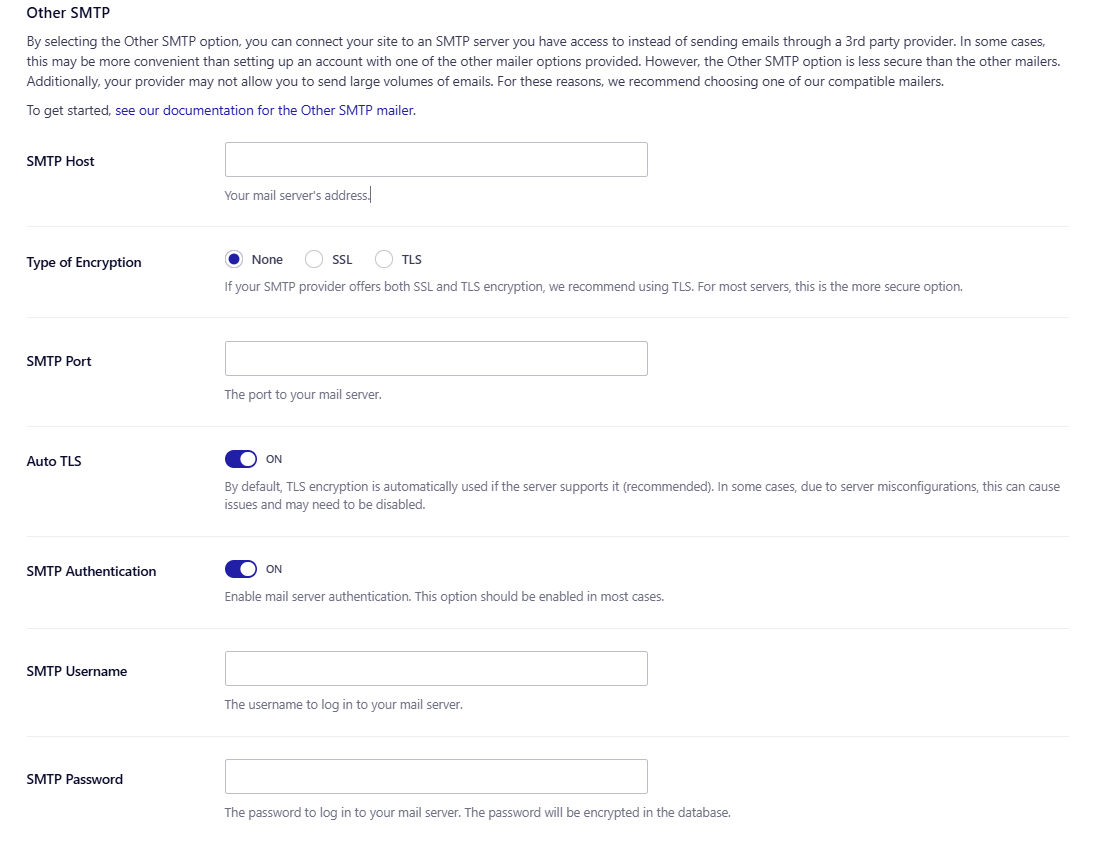 Other SMTP
By selecting the Other SMTP option, you can connect your site to an SMTP server you have access to instead of sending emails through a 3rd party provider. In some cases,
this may be more convenient than setting up an account with one of the other mailer options provided. However, the Other SMTP option is less secure than the other mailers.
Additionally, your provider may not allow you to send large volumes of emails. For these reasons, we recommend choosing one of our compatible mailers.
To get started, see our documentation for the Other SMTP mailer.
SMTP Host
Your mail server's address.
Type of Encryption
None SSL TLS
If your SMTP provider offers both SSL and TLS encryption, we recommend using TLS. For most servers, this is the more secure option.
SMTP Port
The port to your mail server.
Auto TLS
ON
By default, TLS encryption is automatically used if the server supports it (recommended). In some cases, due to server misconfigurations, this can cause
issues and may need to be disabled.
SMTP Authentication
ON
Enable mail server authentication. This option should be enabled in most cases.
SMTP Username
The username to log in to your mail server.
SMTP Password
The password to log in to your mail server. The password will be encrypted in the database.